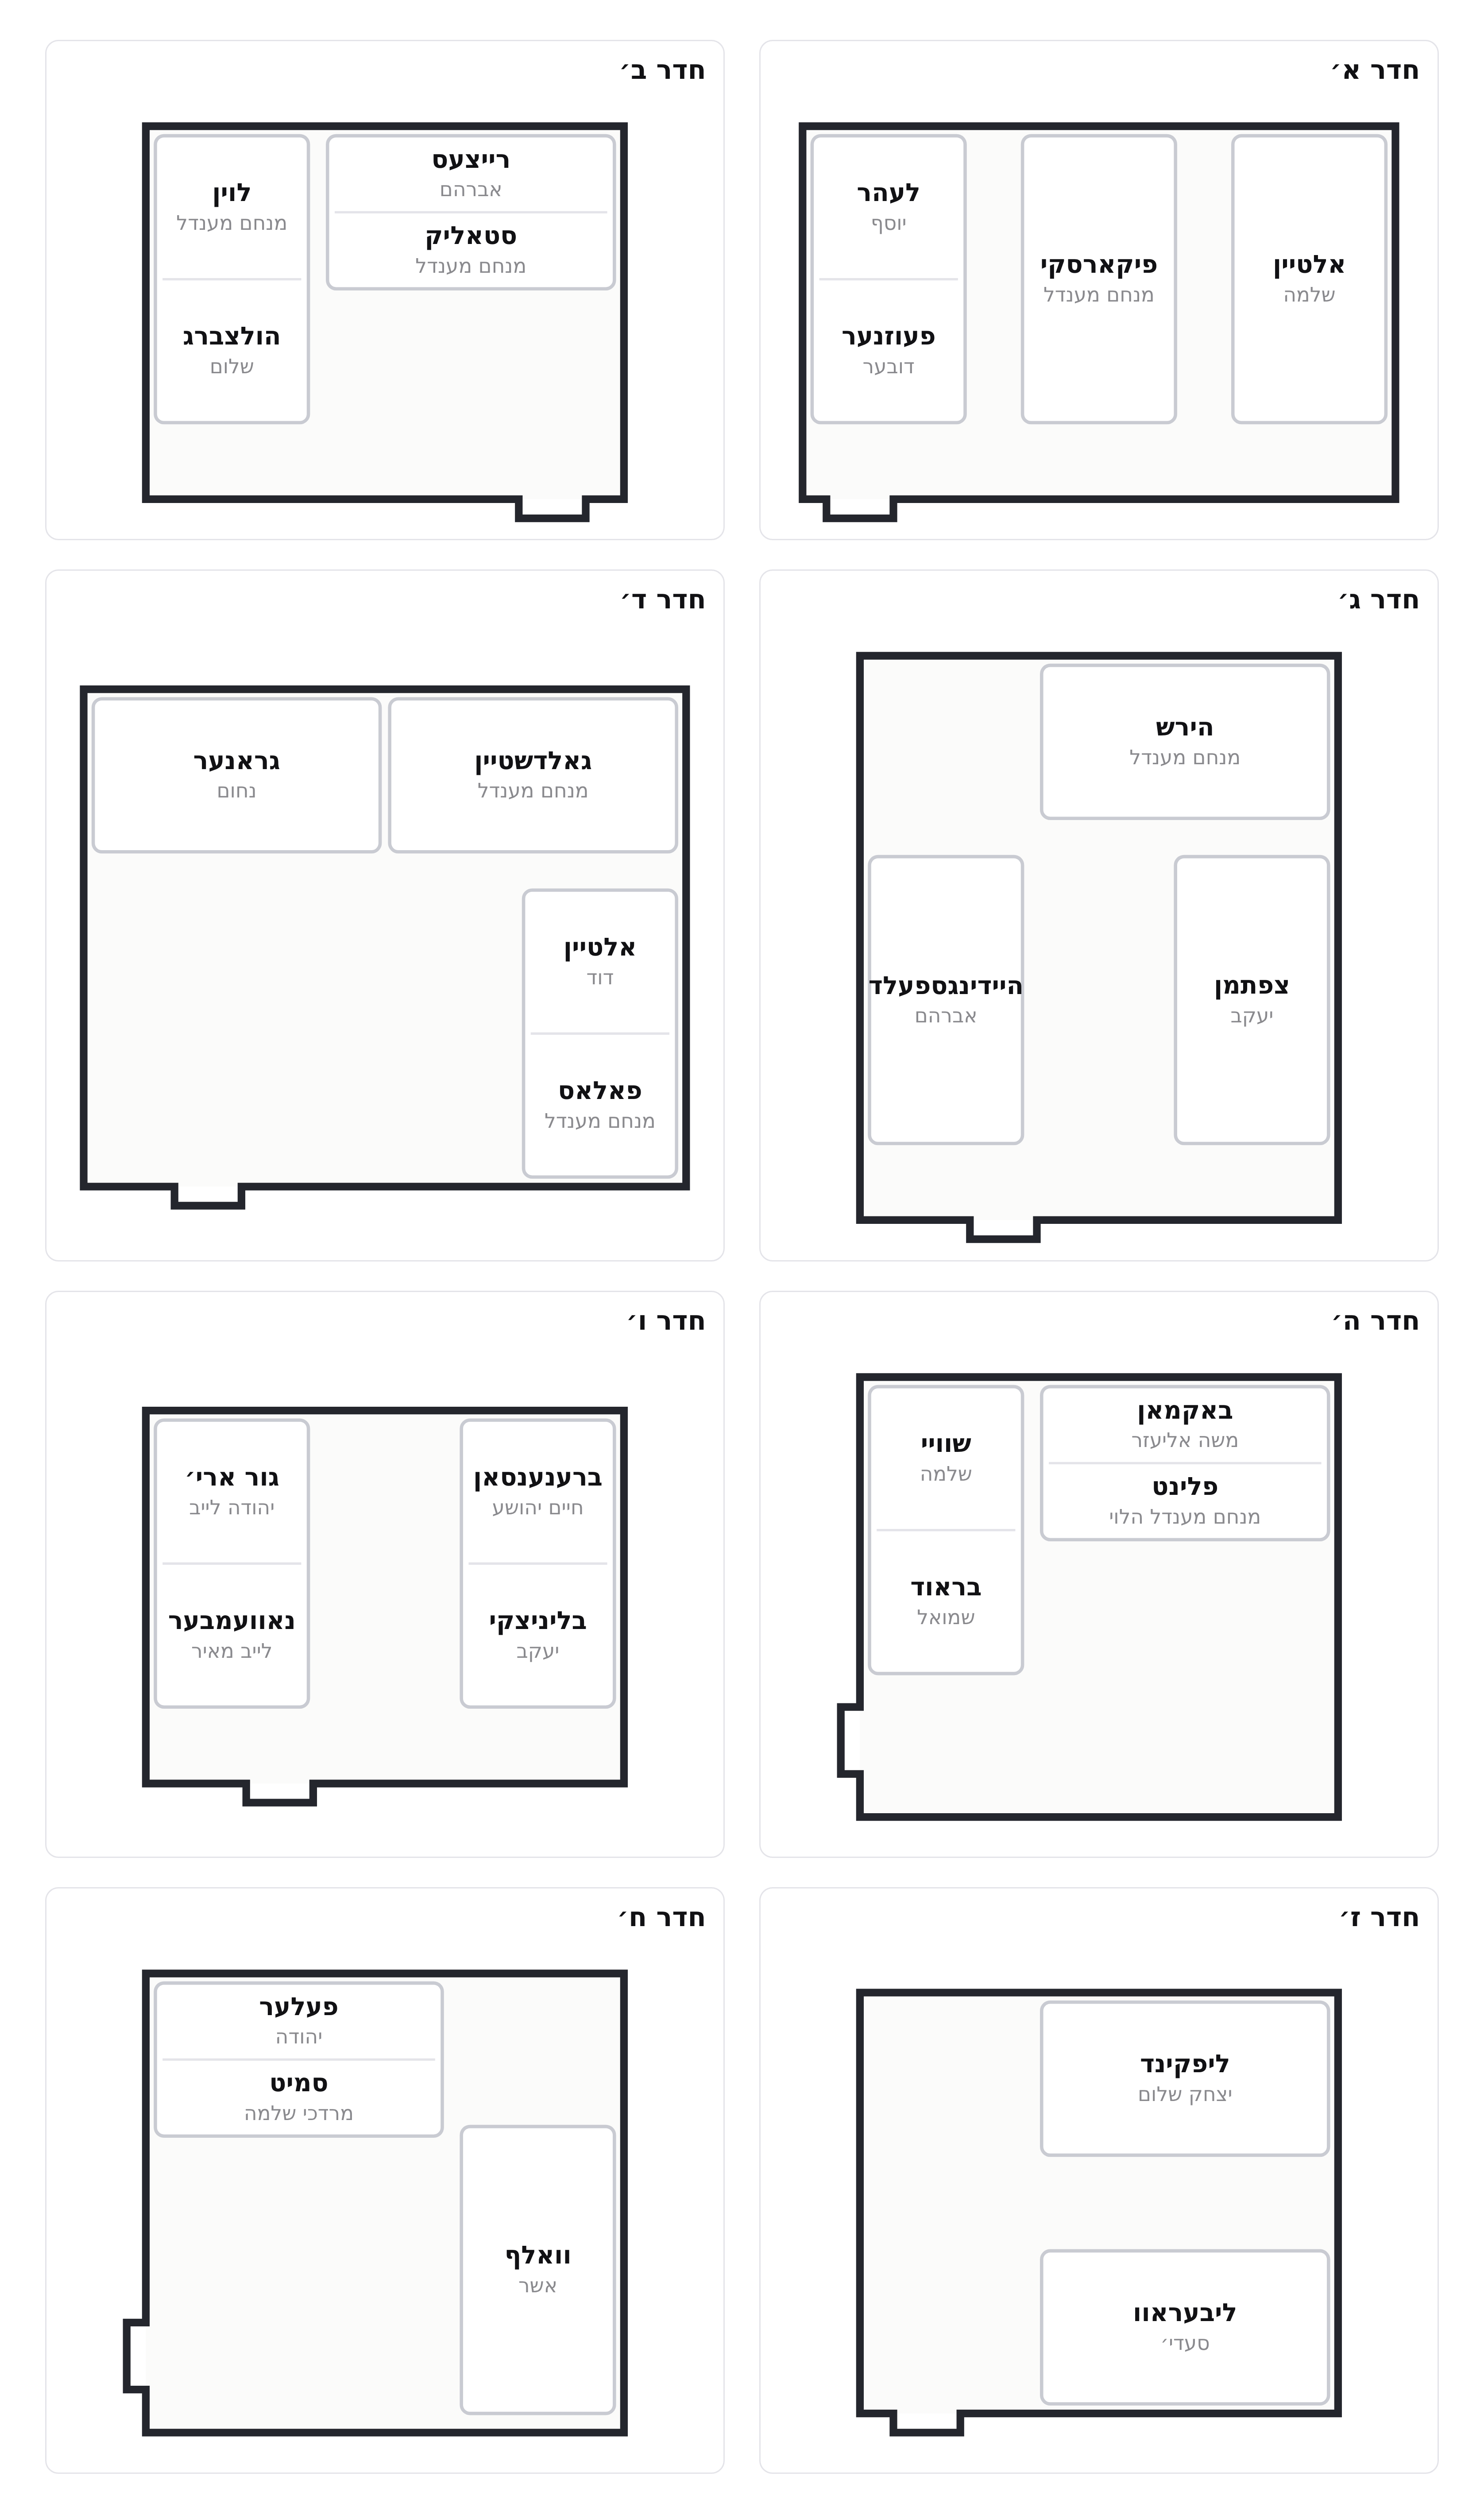 חדר א׳
אלטיין
שלמה
פיקארסקי
מנחם מענדל
לעהר
יוסף
פעוזנער
דובער
חדר ב׳
רייצעס
אברהם
סטאליק
מנחם מענדל
לוין
מנחם מענדל
הולצברג
שלום
חדר ג׳
הירש
מנחם מענדל
צפתמן
יעקב
היידינגספעלד
אברהם
חדר ד׳
גאלדשטיין
מנחם מענדל
גראנער
נחום
אלטיין
דוד
פאלאס
מנחם מענדל
חדר ה׳
באקמאן
משה אליעזר
פלינט
מנחם מענדל הלוי
שוויי
שלמה
בראוד
שמואל
חדר ו׳
ברענענסאן
חיים יהושע
בליניצקי
יעקב
גור ארי׳
יהודה לייב
נאוועמבער
לייב מאיר
חדר ז׳
ליפקינד
יצחק שלום
ליבעראוו
סעדי׳
חדר ח׳
פעלער
יהודה
סמיט
מרדכי שלמה
וואלף
אשר